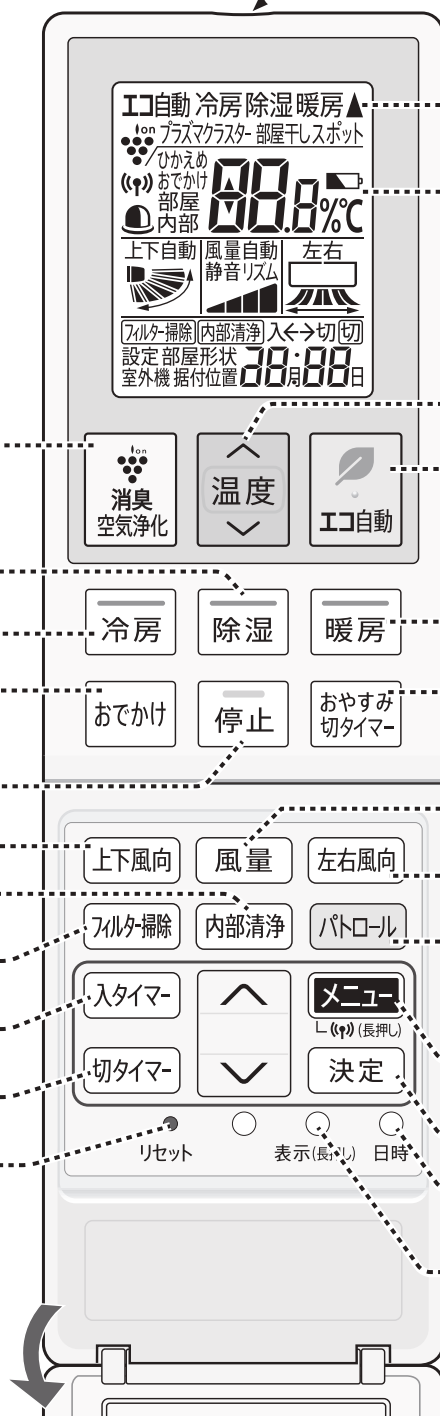 エコ自動 冷房 除湿 暖房▲
ion プラズマクラスター 部屋干し スポット
ひかえめ
おでかけ
部屋
内部
88.8%℃
上下自動 風量自動 左右
静音リズム
フィルター掃除 内部清浄 入←→切 切
設定 部屋形状
室外機 据付位置 28:88
月 日
ion
消臭
空気浄化
温度
エコ自動
冷房 除湿 暖房
おでかけ 停止 おやすみ
切タイマー
上下風向 風量 左右風向
フィルター掃除 内部清浄 パトロール
入タイマー メニュー
(長押し)
切タイマー 決定
リセット 表示(長押し) 日時